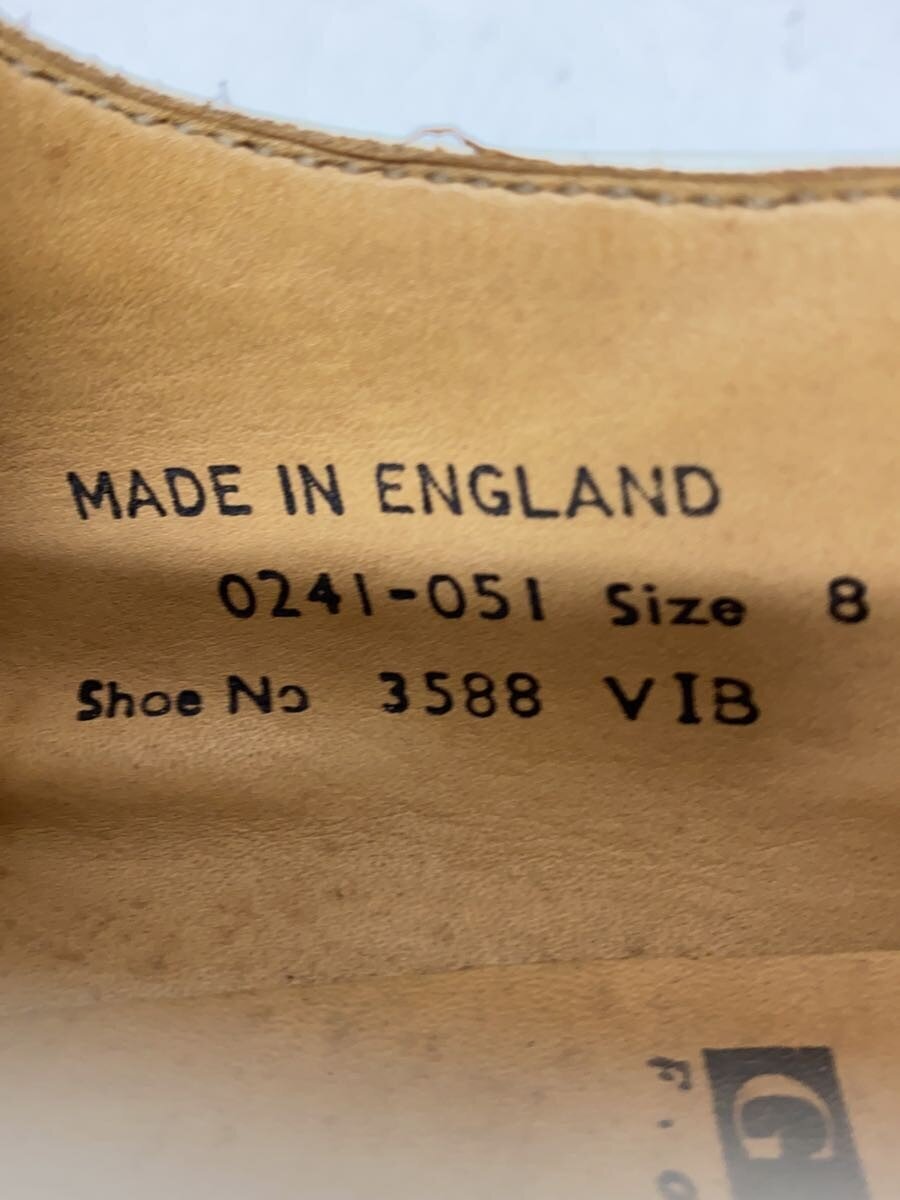 MADE IN ENGLAND
0241-051 Size 8
Shoe No 3588 VIB
G